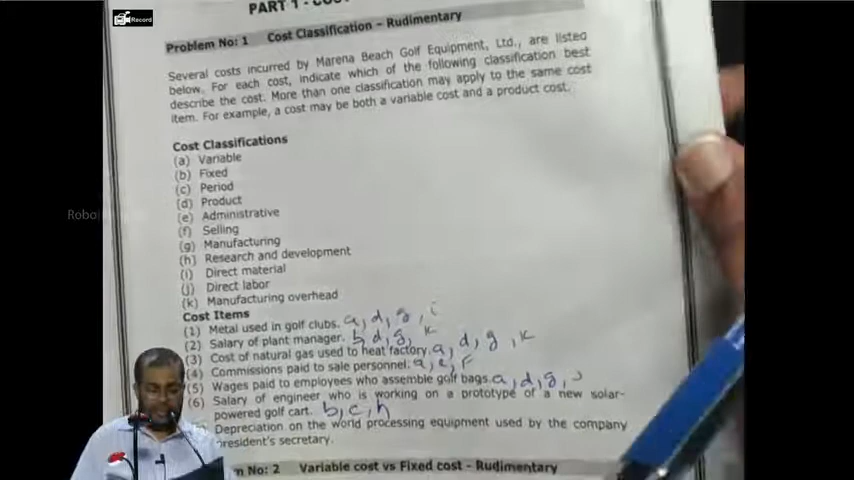 Record
PART 1 -
Problem No: 1 Cost Classification – Rudimentary
Several costs incurred by Marena Beach Golf Equipment, Ltd., are listed
below. For each cost, indicate which of the following classification best
describe the cost. More than one classification may apply to the same cost
item. For example, a cost may be both a variable cost and a product cost.
Cost Classifications
(a) Variable
(b) Fixed
(c) Period
(d) Product
(e) Administrative
(f) Selling
(g) Manufacturing
(h) Research and development
(i) Direct material
(j) Direct labor
(k) Manufacturing overhead
Cost Items
(1) Metal used in golf clubs. a, d, g, i
(2) Salary of plant manager. b, d, g, k
(3) Cost of natural gas used to heat factory. a, d, g, k
(4) Commissions paid to sale personnel. a,
(5) Wages paid to employees who assemble golf bags. a, d, g, j
(6) Salary of engineer who is working on a prototype of a new solar-
powered golf cart. b, c, h
Depreciation on the world processing equipment used by the company
president's secretary.
No: 2 Variable cost vs Fixed cost - Rudimentary